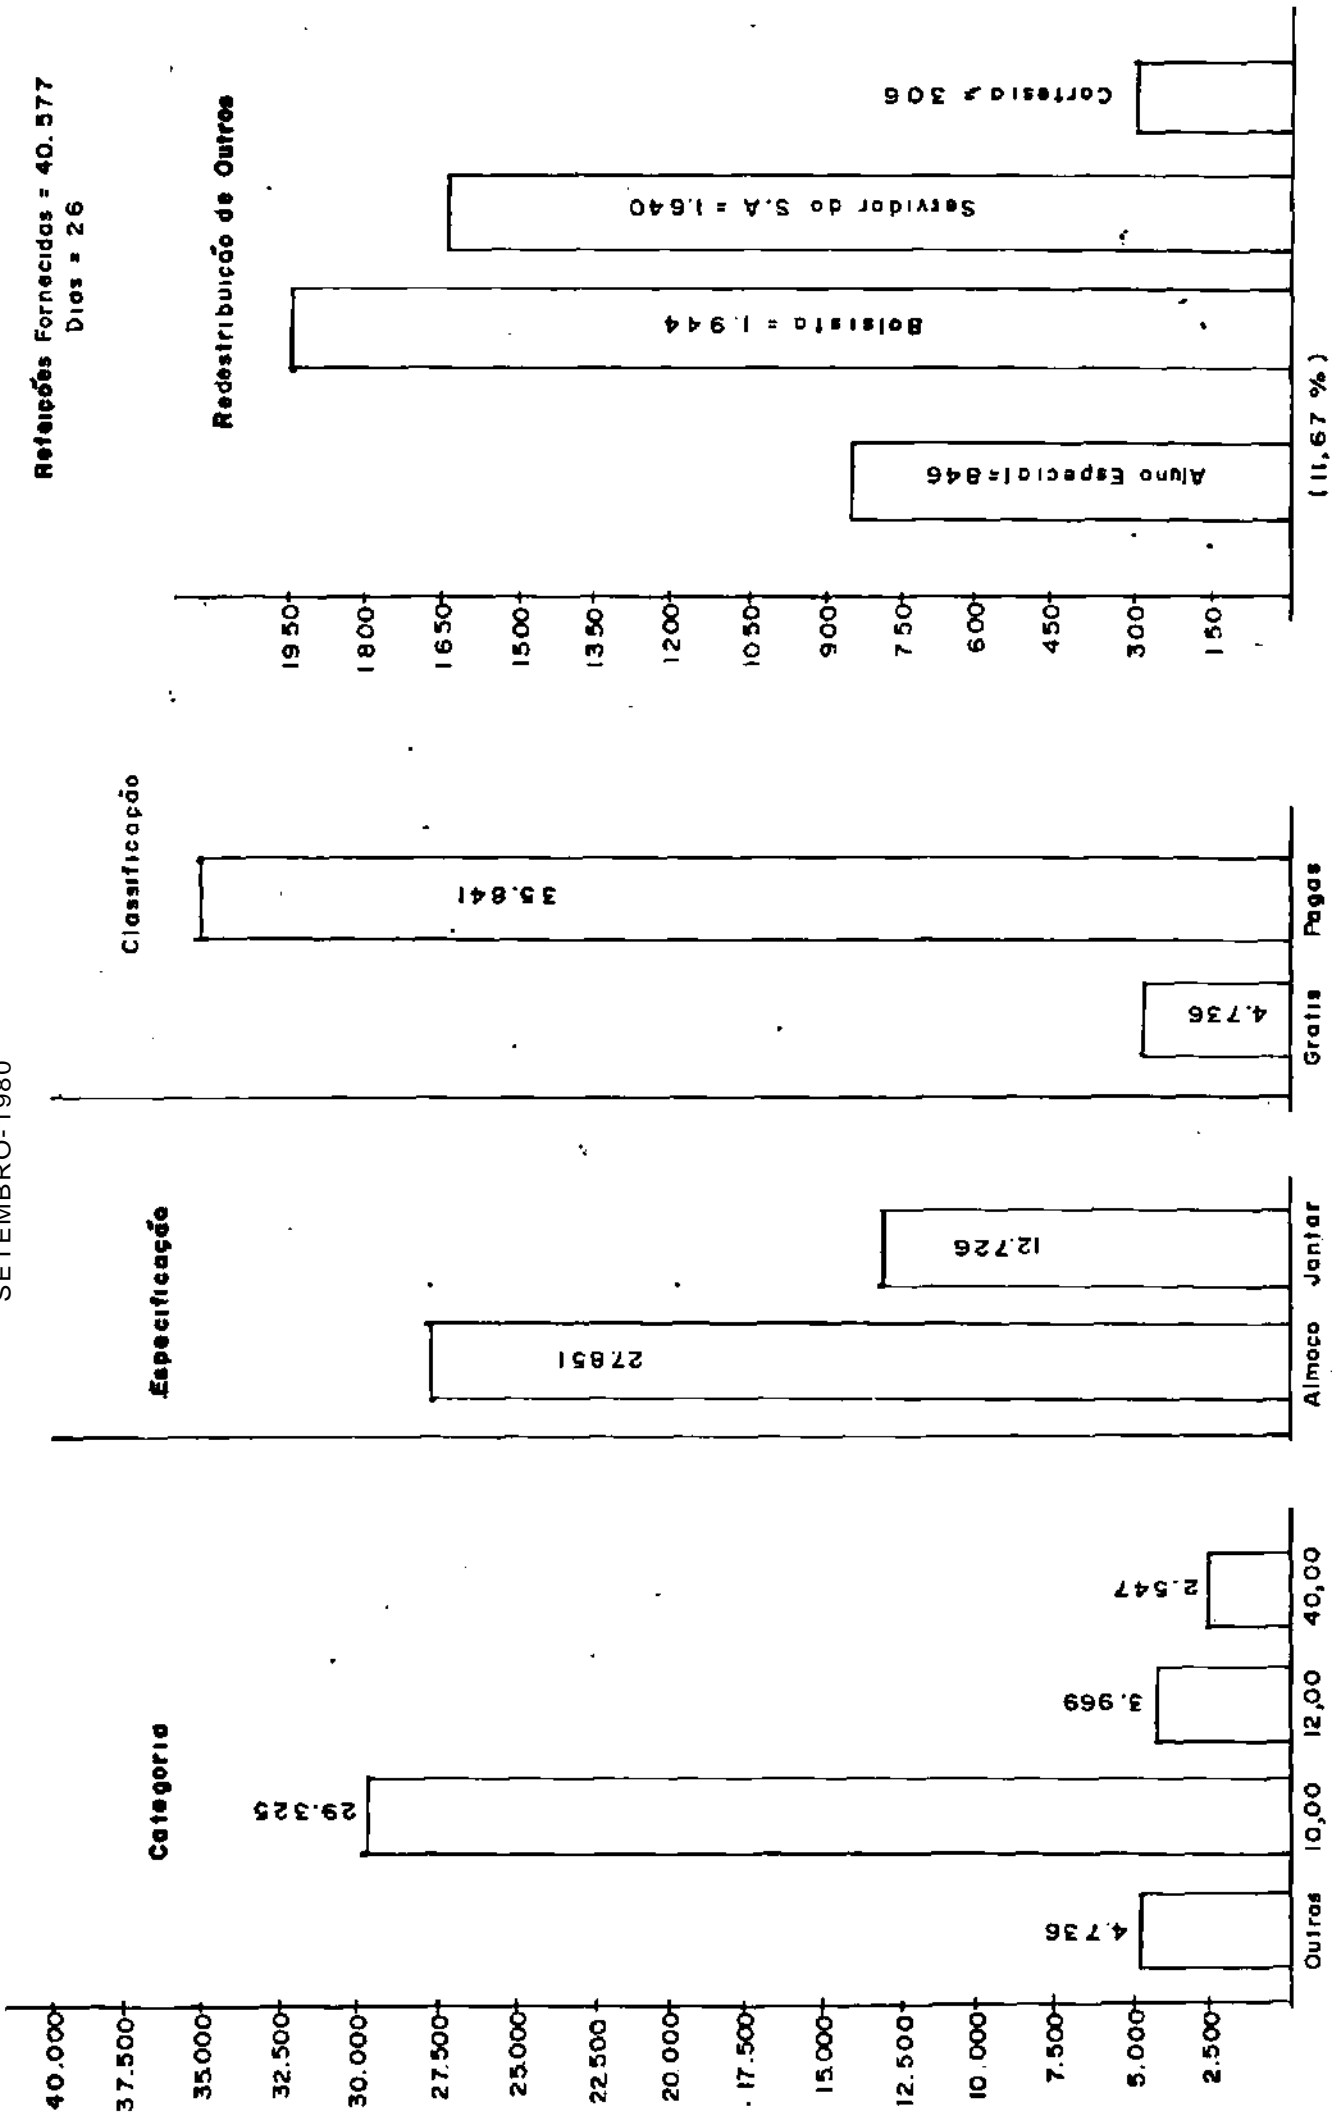 SETEMBRO-1980
Refeições Fornecidas = 40.577
Dias = 26
Categoria
40.000
37.500
35.000
32.500
30.000
27.500
25.000
22.500
20.000
17.500
15.000
12.500
10.000
7.500
5.000
2.500
4.736
29.325
3.969
2.547
Outras 10,00 12,00 40,00
Especificação
27.851
12.726
Almoço Jantar
Classificação
4.736
35.841
Gratis Pagas
Redestribuição de Outros
1950
1800
1650
1500
1350
1200
1050
900
750
600
450
300
150
Aluno Especial=846
Bolsista = 1.944
Servidor do S.A = 1.640
Cortesia = 306
(11,67 %)